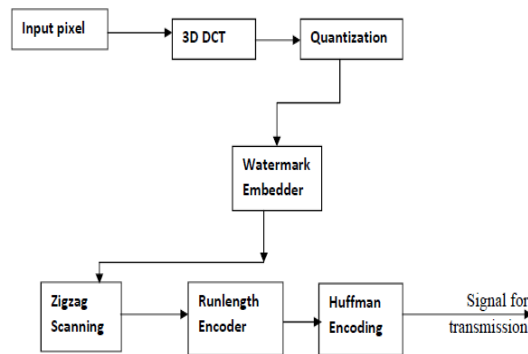 Input pixel
3D DCT
Quantization
Watermark
Embedder
Zigzag
Scanning
Runlength
Encoder
Huffman
Encoding
Signal for
transmission